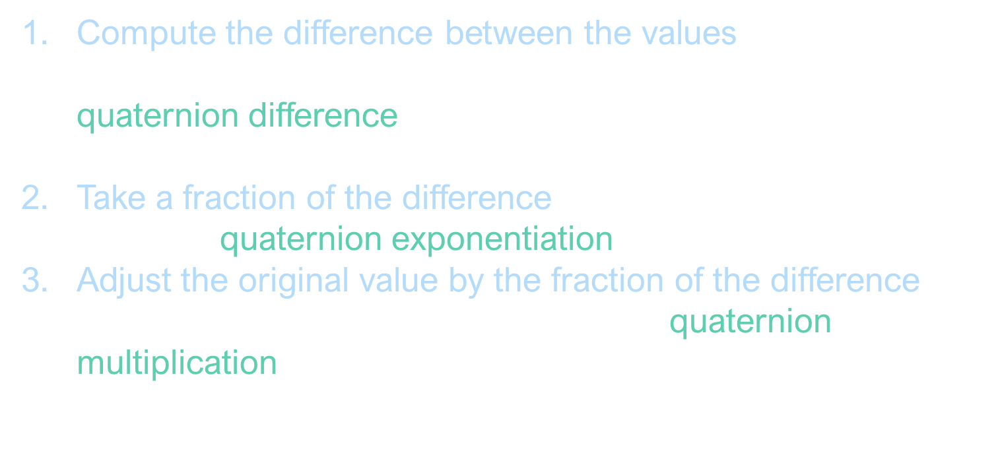 1. Compute the difference between the values
quaternion difference
2. Take a fraction of the difference
quaternion exponentiation
3. Adjust the original value by the fraction of the difference
quaternion
multiplication